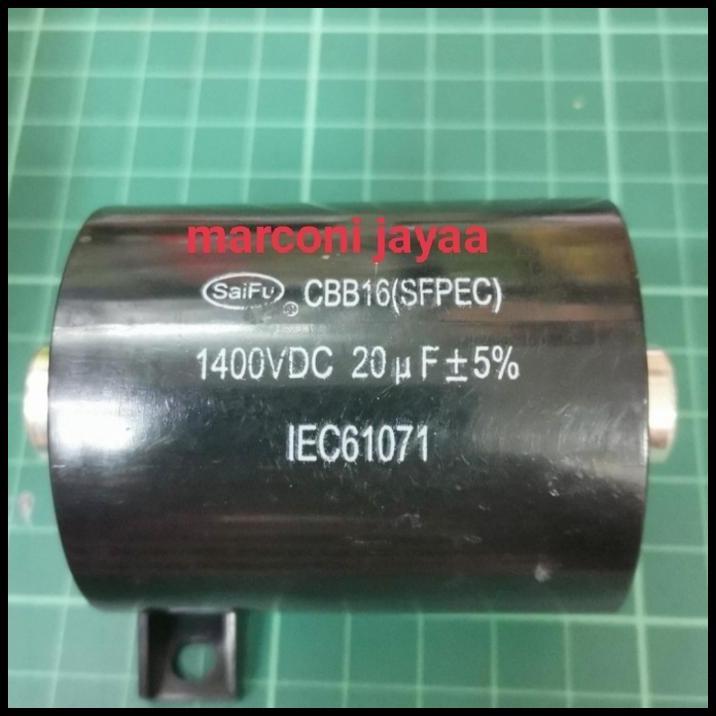 marconi jayaa
SaiFu ® CBB16(SFPEC)
1400VDC 20μF±5%
IEC61071